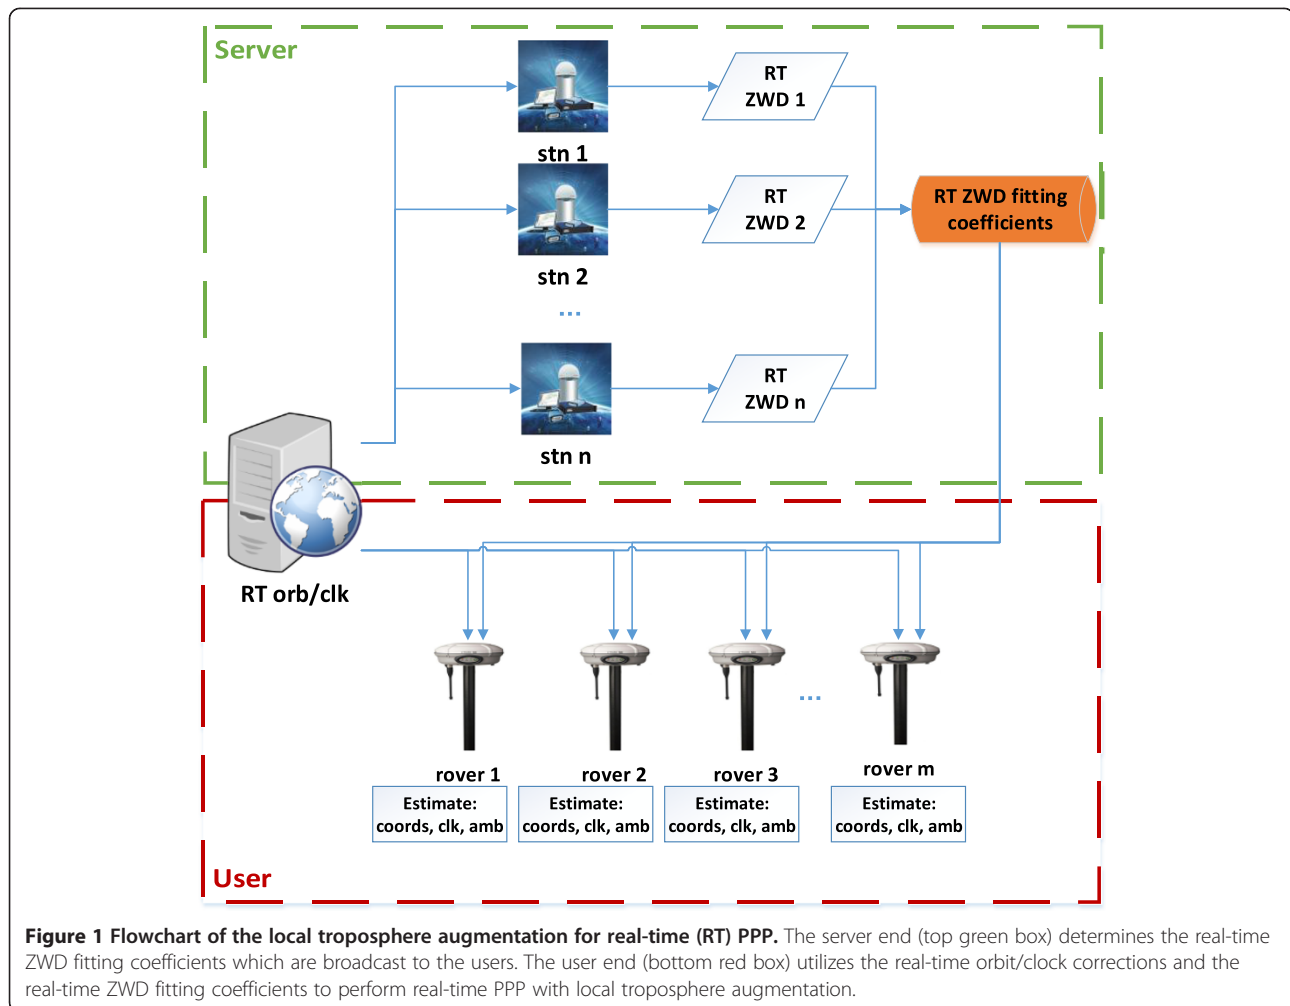 Server
RT
ZWD 1
stn 1
RT
ZWD 2
RT ZWD fitting
coefficients
stn 2
...
RT
ZWD n
stn n
RT orb/clk
...
rover 1
rover 2
rover 3
rover m
Estimate:
coords, clk, amb
Estimate:
coords, clk, amb
Estimate:
coords, clk, amb
Estimate:
coords, clk, amb
User
Figure 1 Flowchart of the local troposphere augmentation for real-time (RT) PPP. The server end (top green box) determines the real-time
ZWD fitting coefficients which are broadcast to the users. The user end (bottom red box) utilizes the real-time orbit/clock corrections and the
real-time ZWD fitting coefficients to perform real-time PPP with local troposphere augmentation.